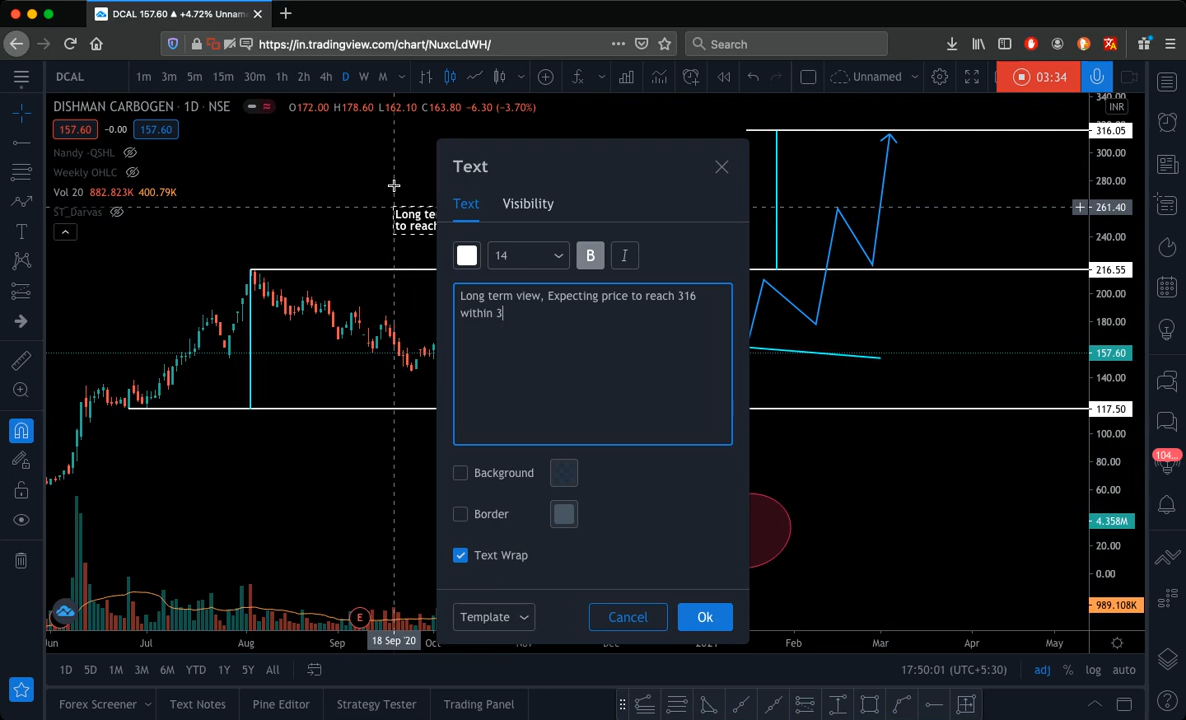 DCAL 157.60 ▲ +4.72% Unnam
https://in.tradingview.com/chart/NuxcLdWH/
Search
DCAL
1m 3m 5m 15m 30m 1h 2h 4h D W M
Unnamed
03:34
DISHMAN CARBOGEN · 1D · NSE
O172.00 H178.60 L162.10 C163.80 -6.30 (-3.70%)
157.60 -0.00 157.60
Nandy -QSHL
Weekly OHLC
Vol 20 882.823K 400.79K
ST_Darvas
Long te
to reach
Text
Text Visibility
14 B I
Long term view, Expecting price to reach 316
within 3
Background
Border
Text Wrap
Template Cancel Ok
340.00
INR
316.05
300.00
280.00
261.40
240.00
216.55
200.00
180.00
157.60
140.00
117.50
100.00
80.00
60.00
4.358M
20.00
0.00
989.108K
104...
E
Jun Jul Aug Sep 18 Sep '20 Oct Feb Mar Apr May
1D 5D 1M 3M 6M YTD 1Y 5Y All
17:50:01 (UTC+5:30) adj % log auto
Forex Screener Text Notes Pine Editor Strategy Tester Trading Panel